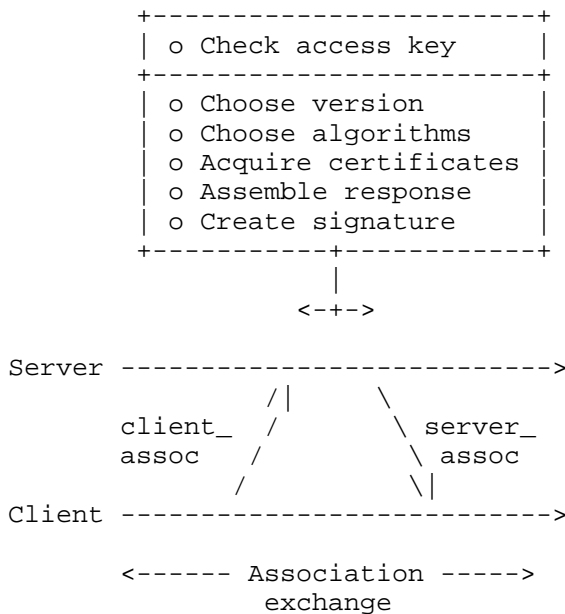 +-----------------------+
| o Check access key |
+-----------------------+
| o Choose version |
| o Choose algorithms |
| o Acquire certificates |
| o Assemble response |
| o Create signature |
+-----------+-----------+
|
<-+->
Server --------------------------->
/| \
client_ / \ server_
assoc / \ assoc
/ \|
Client --------------------------->
<------ Association ----->
exchange